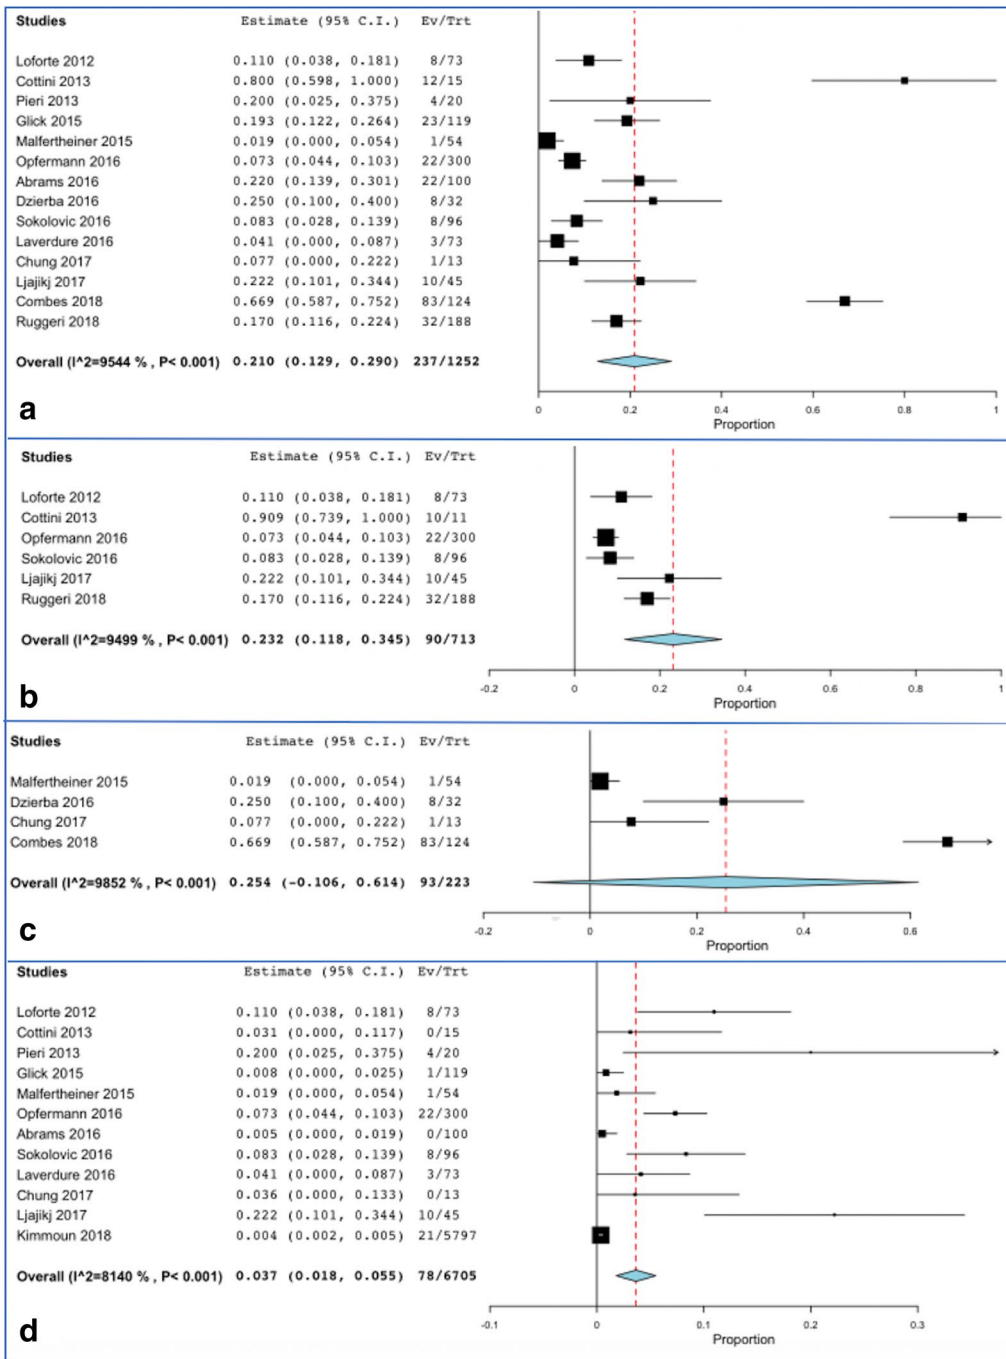 Studies Estimate (95% C.I.) Ev/Trt
Loforte 2012 0.110 (0.038, 0.181) 8/73
Cottini 2013 0.800 (0.598, 1.000) 12/15
Pieri 2013 0.200 (0.025, 0.375) 4/20
Glick 2015 0.193 (0.122, 0.264) 23/119
Malfertheiner 2015 0.019 (0.000, 0.054) 1/54
Opfermann 2016 0.073 (0.044, 0.103) 22/300
Abrams 2016 0.220 (0.139, 0.301) 22/100
Dzierba 2016 0.250 (0.100, 0.400) 8/32
Sokolovic 2016 0.083 (0.028, 0.139) 8/96
Laverdure 2016 0.041 (0.000, 0.087) 3/73
Chung 2017 0.077 (0.000, 0.222) 1/13
Ljajikj 2017 0.222 (0.101, 0.344) 10/45
Combes 2018 0.669 (0.587, 0.752) 83/124
Ruggeri 2018 0.170 (0.116, 0.224) 32/188
Overall (I^2=9544 % , P< 0.001) 0.210 (0.129, 0.290) 237/1252
0 0.2 0.4 0.6 0.8 1
Proportion
a
Studies Estimate (95% C.I.) Ev/Trt
Loforte 2012 0.110 (0.038, 0.181) 8/73
Cottini 2013 0.909 (0.739, 1.000) 10/11
Opfermann 2016 0.073 (0.044, 0.103) 22/300
Sokolovic 2016 0.083 (0.028, 0.139) 8/96
Ljajikj 2017 0.222 (0.101, 0.344) 10/45
Ruggeri 2018 0.170 (0.116, 0.224) 32/188
Overall (I^2=9499 % , P< 0.001) 0.232 (0.118, 0.345) 90/713
-0.2 0 0.2 0.4 0.6 0.8 1
Proportion
b
Studies Estimate (95% C.I.) Ev/Trt
Malfertheiner 2015 0.019 (0.000, 0.054) 1/54
Dzierba 2016 0.250 (0.100, 0.400) 8/32
Chung 2017 0.077 (0.000, 0.222) 1/13
Combes 2018 0.669 (0.587, 0.752) 83/124
Overall (I^2=9852 % , P< 0.001) 0.254 (-0.106, 0.614) 93/223
-0.2 0 0.2 0.4 0.6
Proportion
c
Studies Estimate (95% C.I.) Ev/Trt
Loforte 2012 0.110 (0.038, 0.181) 8/73
Cottini 2013 0.031 (0.000, 0.117) 0/15
Pieri 2013 0.200 (0.025, 0.375) 4/20
Glick 2015 0.008 (0.000, 0.025) 1/119
Malfertheiner 2015 0.019 (0.000, 0.054) 1/54
Opfermann 2016 0.073 (0.044, 0.103) 22/300
Abrams 2016 0.005 (0.000, 0.019) 0/100
Sokolovic 2016 0.083 (0.028, 0.139) 8/96
Laverdure 2016 0.041 (0.000, 0.087) 3/73
Chung 2017 0.036 (0.000, 0.133) 0/13
Ljajikj 2017 0.222 (0.101, 0.344) 10/45
Kimmoun 2018 0.004 (0.002, 0.005) 21/5797
Overall (I^2=8140 % , P< 0.001) 0.037 (0.018, 0.055) 78/6705
-0.1 0 0.1 0.2 0.3
Proportion
d